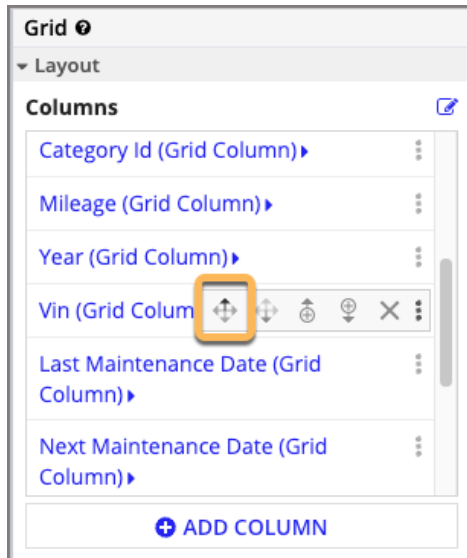 Grid
Layout
Columns
Category Id (Grid Column)
Mileage (Grid Column)
Year (Grid Column)
Vin (Grid Colum
Last Maintenance Date (Grid
Column)
Next Maintenance Date (Grid
Column)
ADD COLUMN